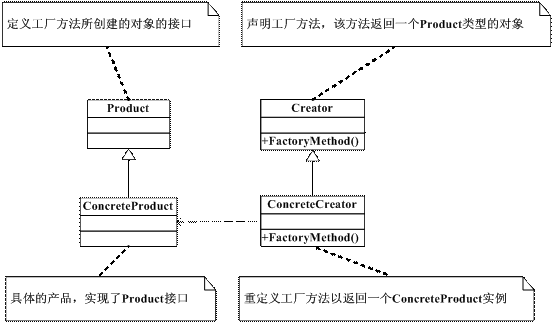 定义工厂方法所创建的对象的接口
声明工厂方法，该方法返回一个Product类型的对象
Product
Creator
+FactoryMethod()
ConcreteProduct
ConcreteCreator
+FactoryMethod()
具体的产品，实现了Product接口
重定义工厂方法以返回一个ConcreteProduct实例